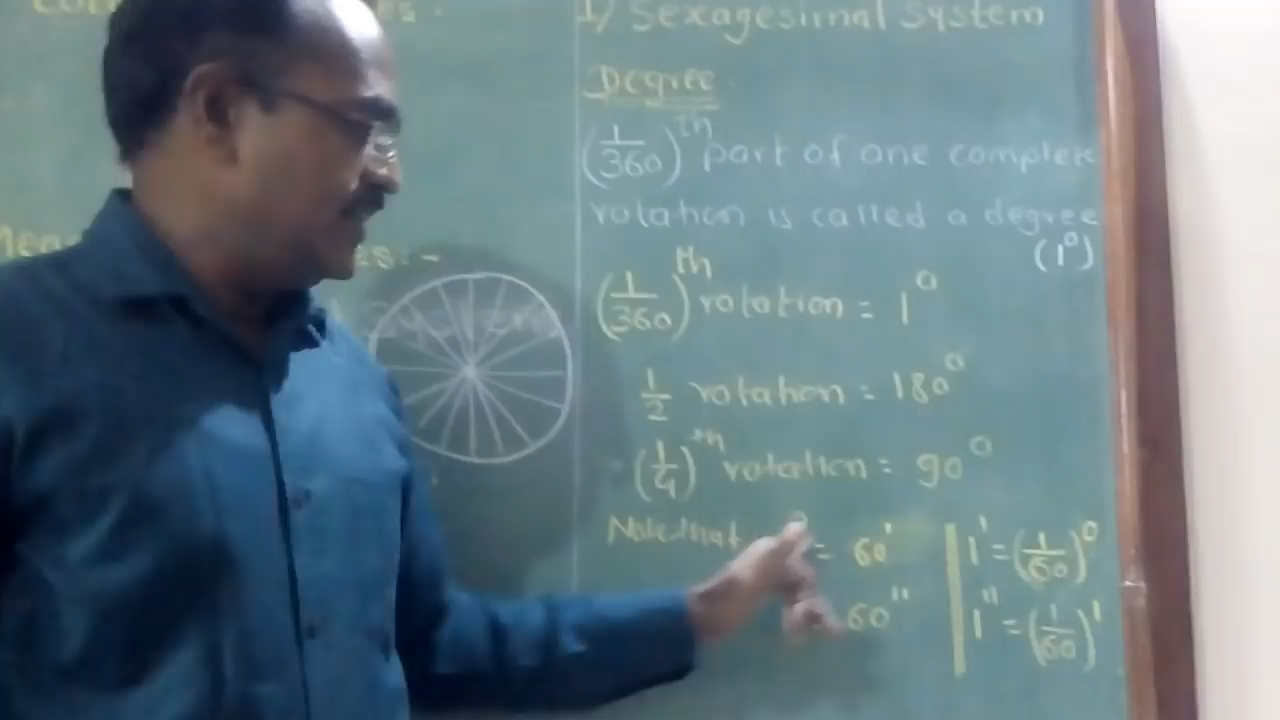 1) Sexagesimal System
Degree
(1/360)th part of one complete
rotation is called a degree
(1°)
(1/360)th rotation = 1°
1/2 rotation = 180°
(1/4)th rotation = 90°
Note that = 60' | 1' = (1/60)°
60'' | 1'' = (1/60)'